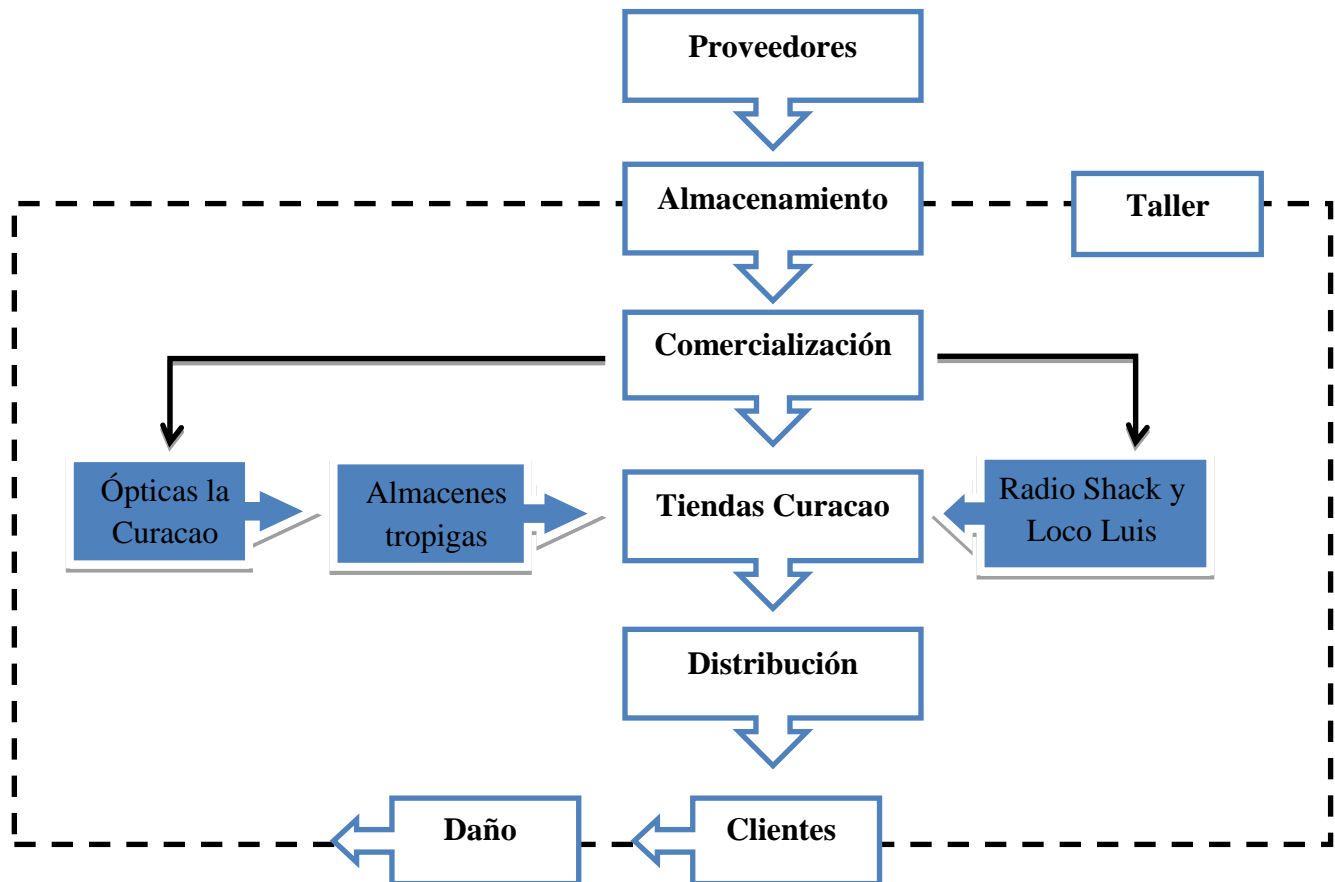 Proveedores
Almacenamiento
Taller
Comercialización
Ópticas la
Curacao
Almacenes
tropigas
Tiendas Curacao
Radio Shack y
Loco Luis
Distribución
Daño
Clientes